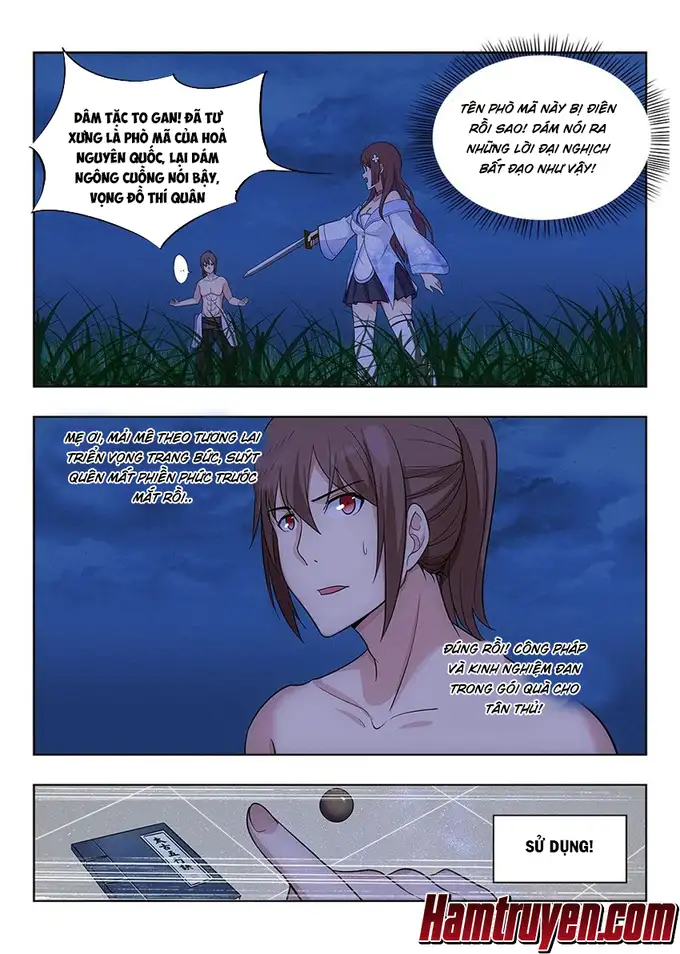 DÂM TẶC TO GAN! ĐÃ TỰ
XƯNG LÀ PHÒ MÃ CỦA HOẢ
NGUYÊN QUỐC, LẠI DÁM
NGÔNG CUỒNG NÓI BẬY,
VỌNG ĐỒ THÍ QUÂN
TÊN PHÒ MÃ NÀY BỊ ĐIÊN
RỒI SAO! DÁM NÓI RA
NHỮNG LỜI ĐẠI NGHỊCH
BẤT ĐẠO NHƯ VẬY!
...
MẸ ƠI, MẢI MÊ THEO TƯƠNG LAI
TRIỂN VỌNG TRANG BỨC, SUÝT
QUÊN MẤT PHIỀN PHỨC TRƯỚC
MẮT RỒI..
ĐÚNG RỒI! CÔNG PHÁP
VÀ KINH NGHIỆM ĐAN
TRONG GÓI QUÀ CHO
TÂN THỦ!
SỬ DỤNG!
Hamtruyen.com